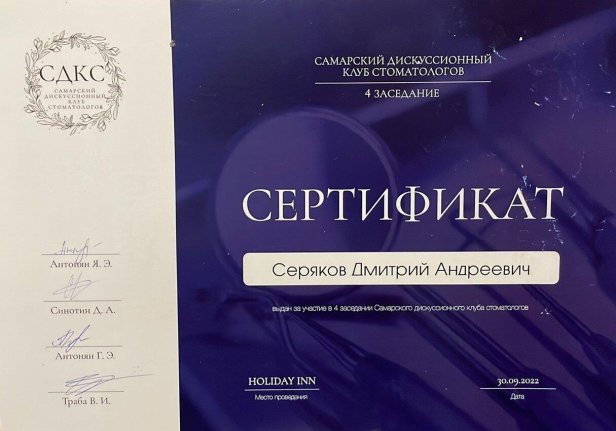 СДКС
САМАРСКИЙ
ДИСКУССИОННЫЙ
КЛУБ
СТОМАТОЛОГОВ
Антонян Я. Э.
Синотин Д. А.
Антонян Г. Э.
Траба В. И.
САМАРСКИЙ ДИСКУССИОННЫЙ
КЛУБ СТОМАТОЛОГОВ
4 ЗАСЕДАНИЕ
СЕРТИФИКАТ
Серяков Дмитрий Андреевич
выдан за участие в 4 заседании Самарского дискуссионного клуба стоматологов
HOLIDAY INN
Место проведения
30.09.2022
Дата